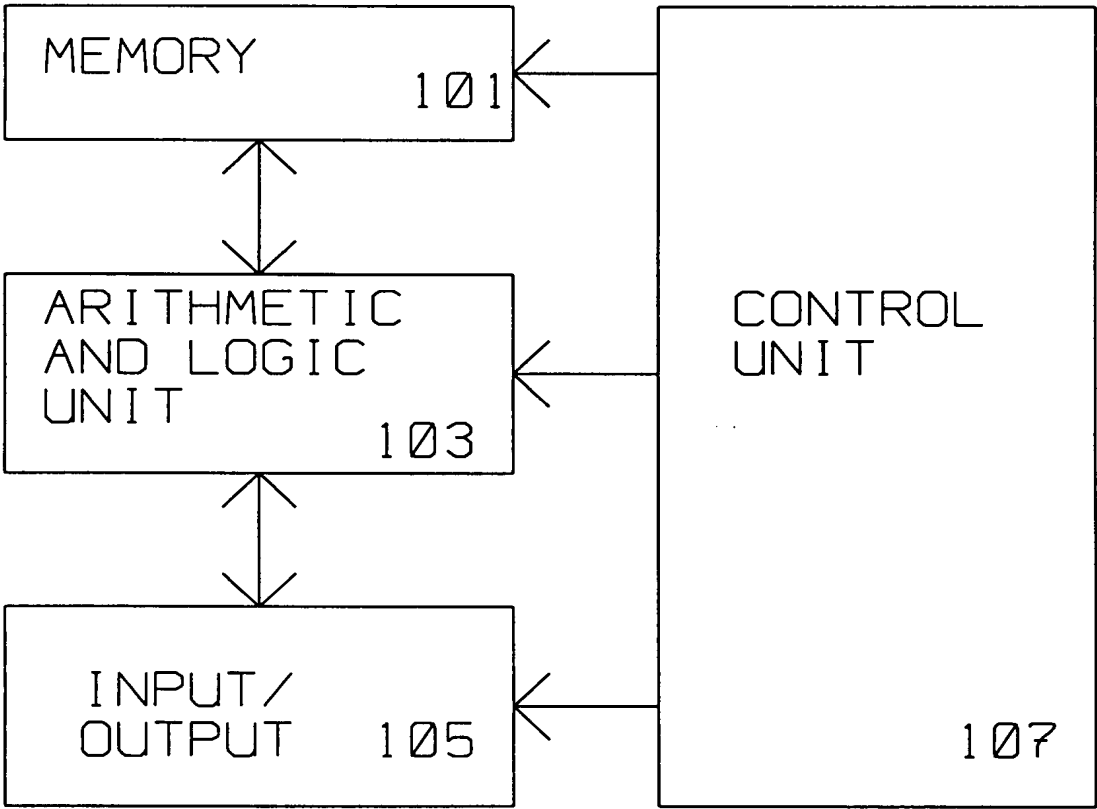 MEMORY
101
ARITHMETIC
AND LOGIC
UNIT
103
INPUT/
OUTPUT 105
CONTROL
UNIT
107